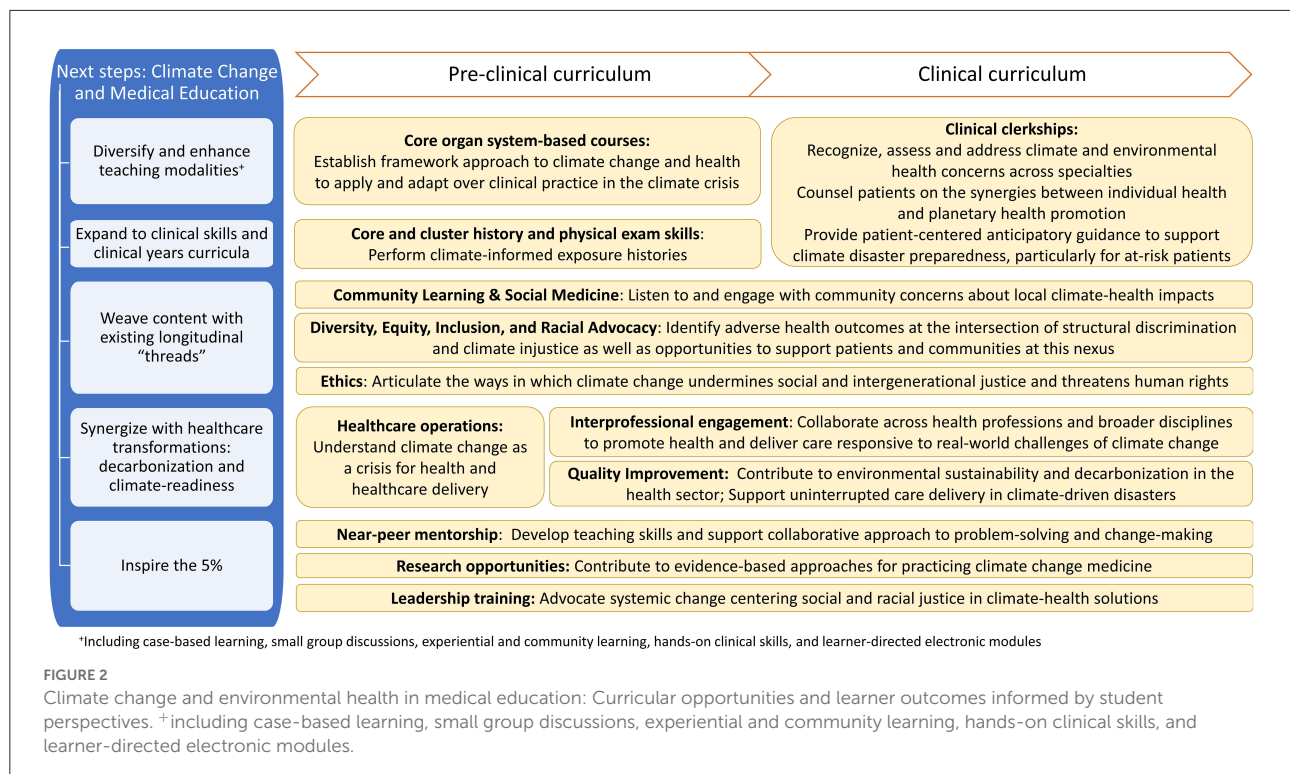 Next steps: Climate Change
and Medical Education
Pre-clinical curriculum
Clinical curriculum
Diversify and enhance
teaching modalities⁺
Core organ system-based courses:
Establish framework approach to climate change and health
to apply and adapt over clinical practice in the climate crisis
Clinical clerkships:
Recognize, assess and address climate and environmental
health concerns across specialties
Counsel patients on the synergies between individual health
and planetary health promotion
Provide patient-centered anticipatory guidance to support
climate disaster preparedness, particularly for at-risk patients
Expand to clinical skills and
clinical years curricula
Core and cluster history and physical exam skills:
Perform climate-informed exposure histories
Weave content with
existing longitudinal
“threads”
Community Learning & Social Medicine: Listen to and engage with community concerns about local climate-health impacts
Diversity, Equity, Inclusion, and Racial Advocacy: Identify adverse health outcomes at the intersection of structural discrimination
and climate injustice as well as opportunities to support patients and communities at this nexus
Ethics: Articulate the ways in which climate change undermines social and intergenerational justice and threatens human rights
Synergize with healthcare
transformations:
decarbonization and
climate-readiness
Healthcare operations:
Understand climate change as
a crisis for health and
healthcare delivery
Interprofessional engagement: Collaborate across health professions and broader disciplines
to promote health and deliver care responsive to real-world challenges of climate change
Quality Improvement: Contribute to environmental sustainability and decarbonization in the
health sector; Support uninterrupted care delivery in climate-driven disasters
Inspire the 5%
Near-peer mentorship: Develop teaching skills and support collaborative approach to problem-solving and change-making
Research opportunities: Contribute to evidence-based approaches for practicing climate change medicine
Leadership training: Advocate systemic change centering social and racial justice in climate-health solutions
⁺Including case-based learning, small group discussions, experiential and community learning, hands-on clinical skills, and learner-directed electronic modules
FIGURE 2
Climate change and environmental health in medical education: Curricular opportunities and learner outcomes informed by student
perspectives. ⁺including case-based learning, small group discussions, experiential and community learning, hands-on clinical skills, and
learner-directed electronic modules.